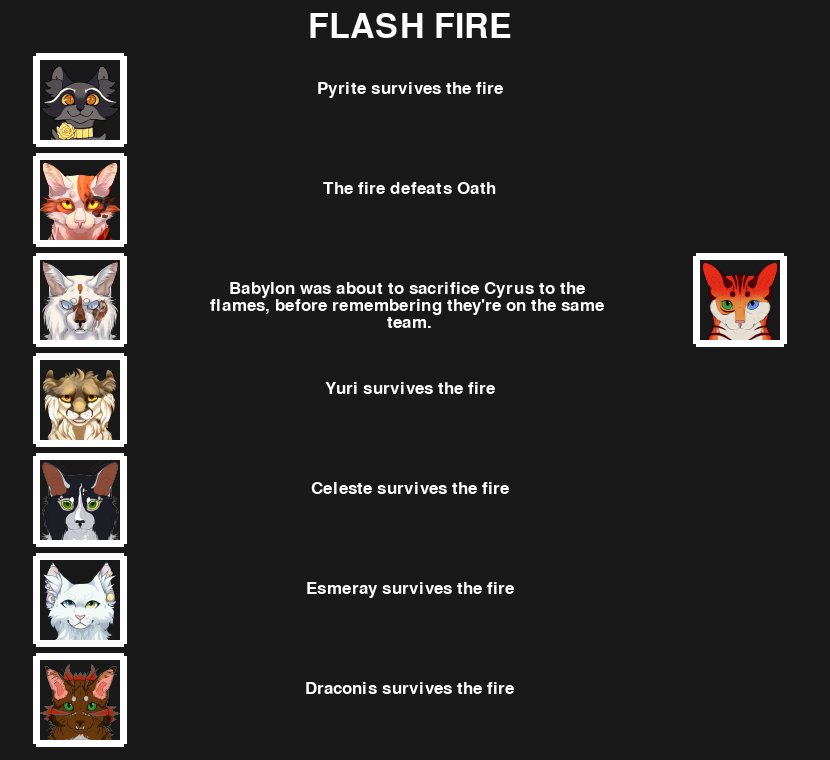 FLASH FIRE
Pyrite survives the fire
The fire defeats Oath
Babylon was about to sacrifice Cyrus to the
flames, before remembering they're on the same
team.
Yuri survives the fire
Celeste survives the fire
Esmeray survives the fire
Draconis survives the fire